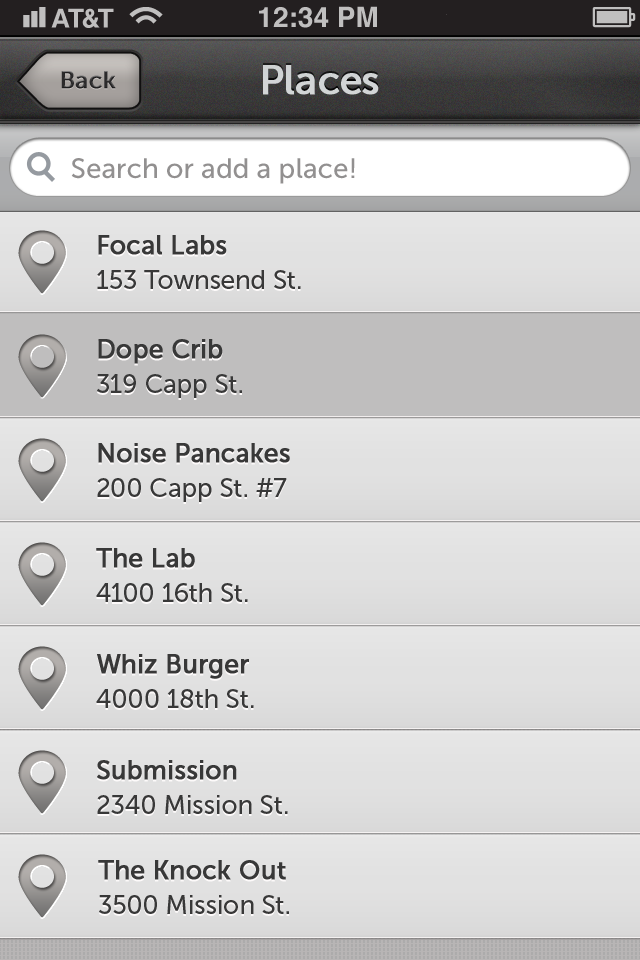 AT&T 12:34 PM
Back Places
Search or add a place!
Focal Labs
153 Townsend St.
Dope Crib
319 Capp St.
Noise Pancakes
200 Capp St. #7
The Lab
4100 16th St.
Whiz Burger
4000 18th St.
Submission
2340 Mission St.
The Knock Out
3500 Mission St.